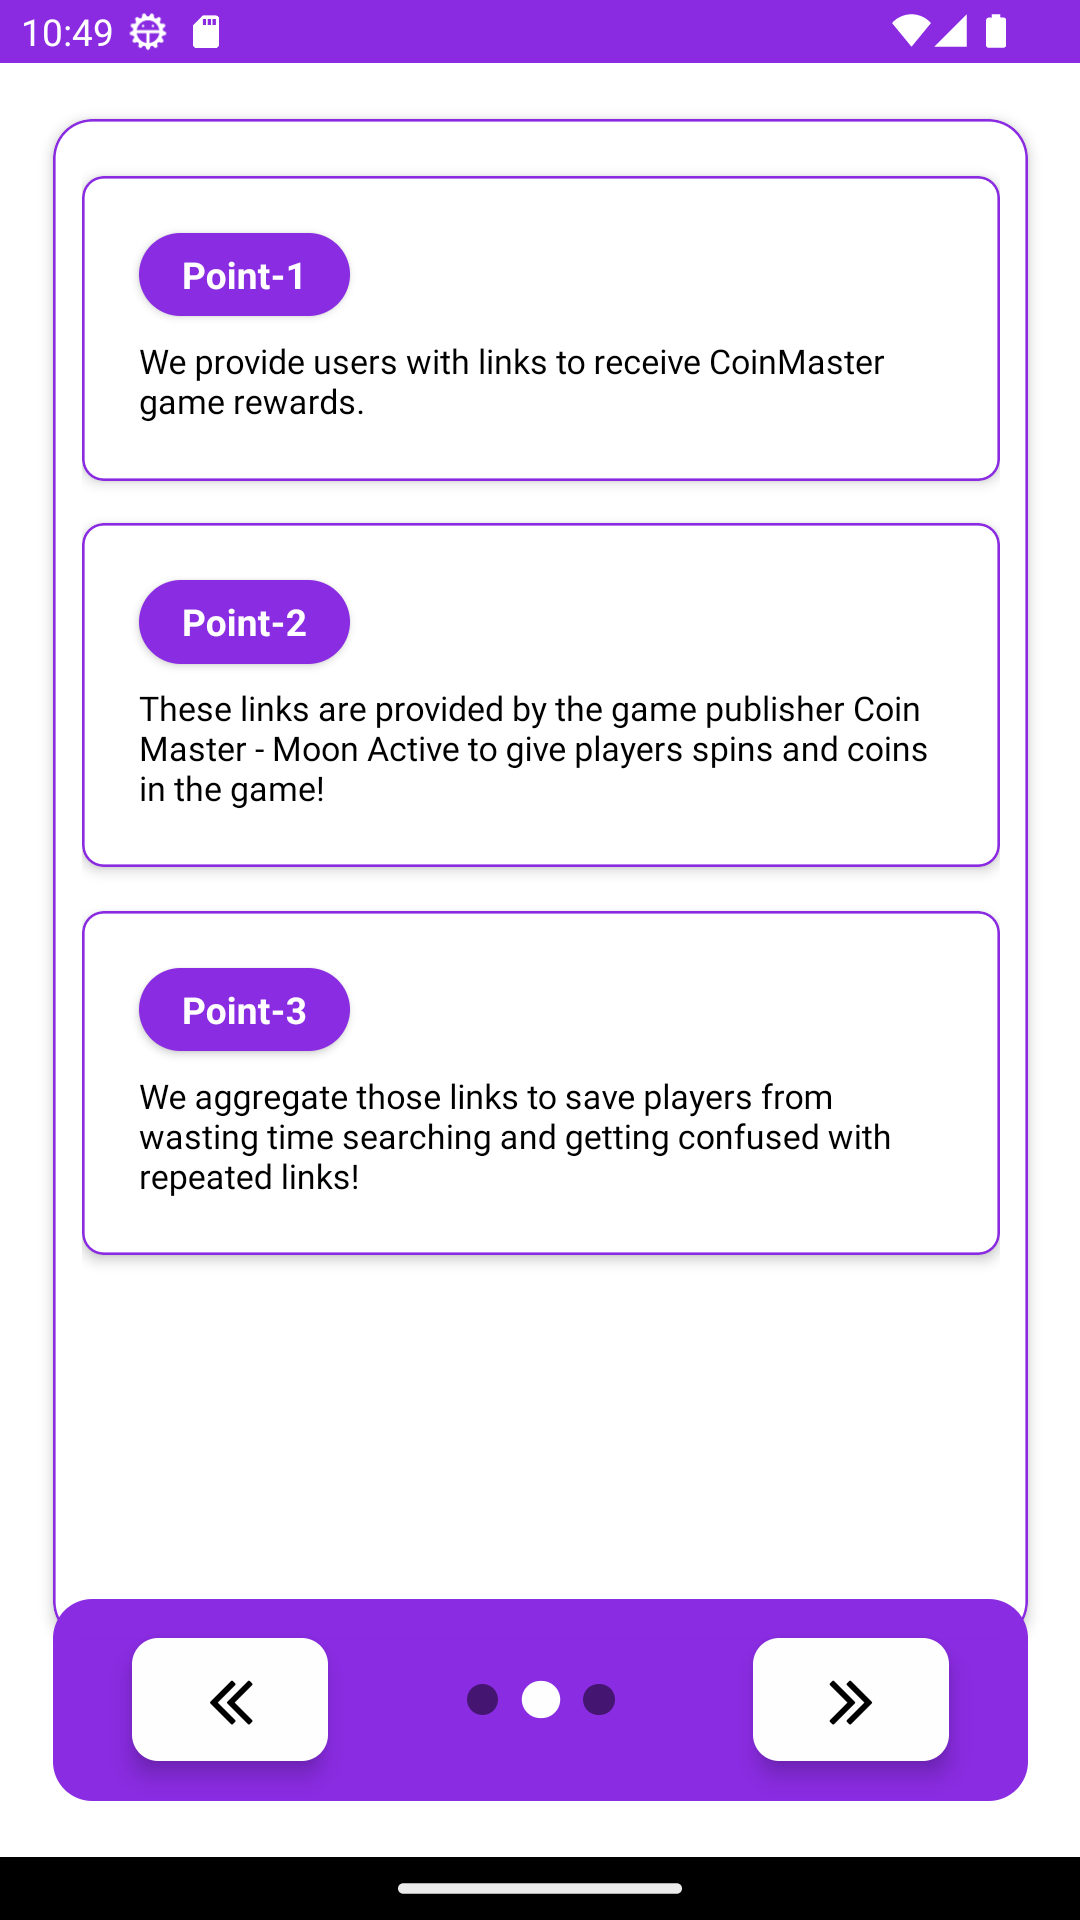 10:49
Point-1
We provide users with links to receive CoinMaster
game rewards.
Point-2
These links are provided by the game publisher Coin
Master - Moon Active to give players spins and coins
in the game!
Point-3
We aggregate those links to save players from
wasting time searching and getting confused with
repeated links!